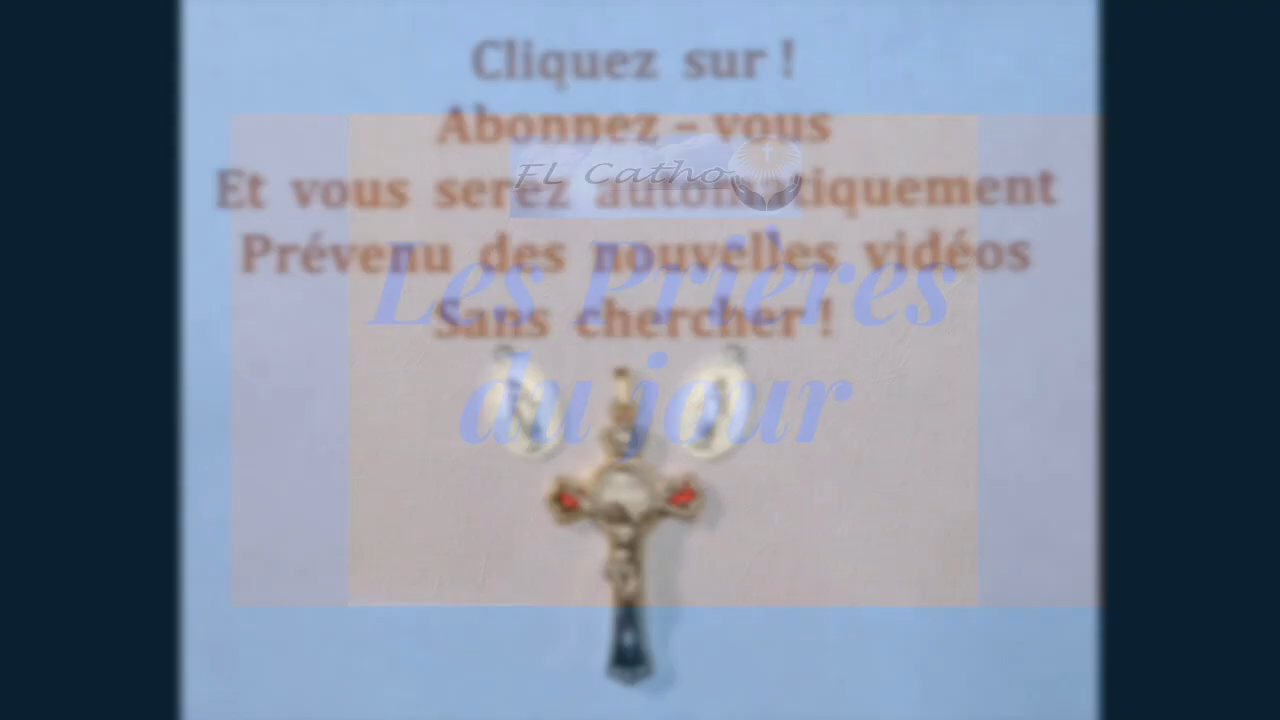 Cliquez sur !
Abonnez – vous
FL Catho
Et vous serez automatiquement
Prévenu des nouvelles vidéos
Les Prières
Sans chercher !
du jour